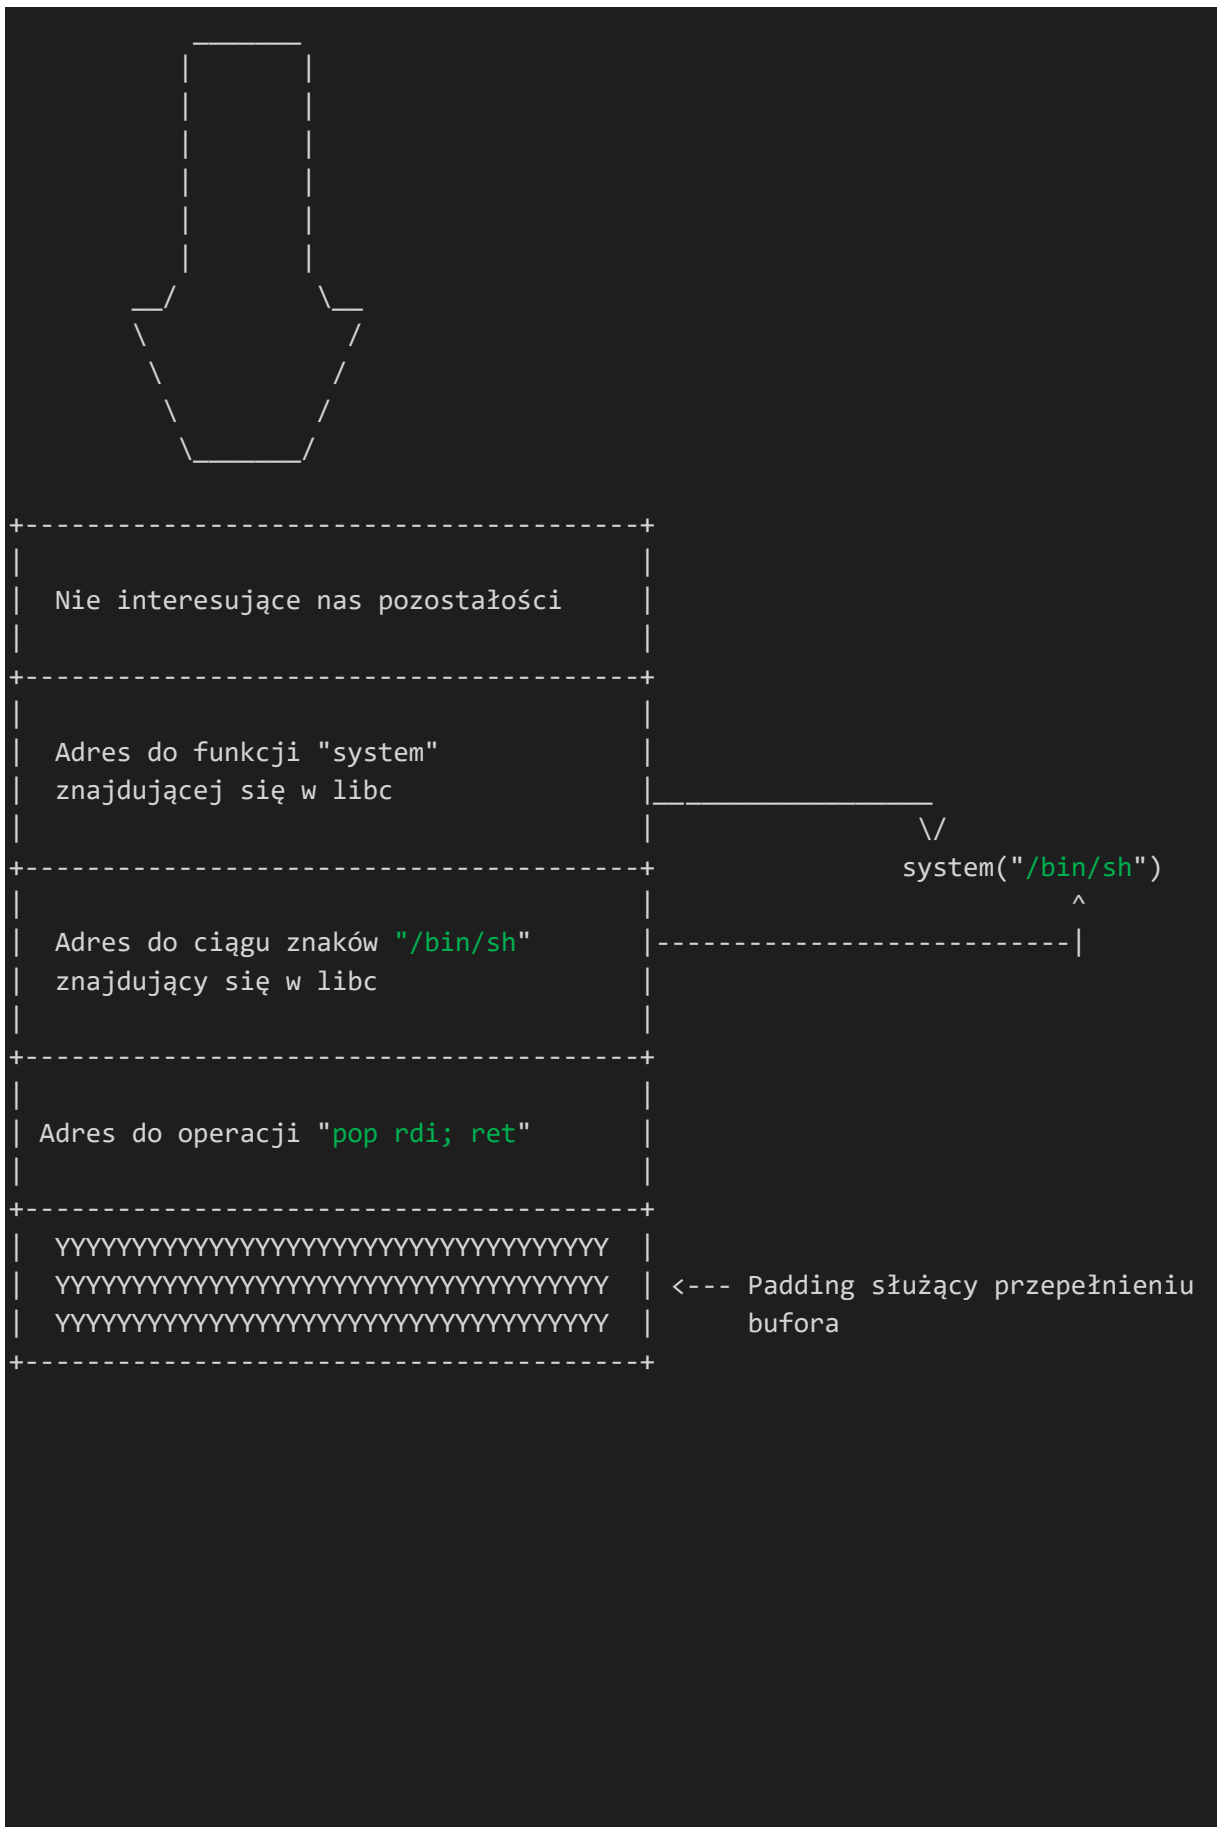 Nie interesujące nas pozostałości
Adres do funkcji "system"
znajdującej się w libc
system("/bin/sh")
Adres do ciągu znaków "/bin/sh"
znajdujący się w libc
Adres do operacji "pop rdi; ret"
YYYYYYYYYYYYYYYYYYYYYYYYYYYYYYYYYYYY
YYYYYYYYYYYYYYYYYYYYYYYYYYYYYYYYYYYY <--- Padding służący przepełnieniu
YYYYYYYYYYYYYYYYYYYYYYYYYYYYYYYYYYYY bufora